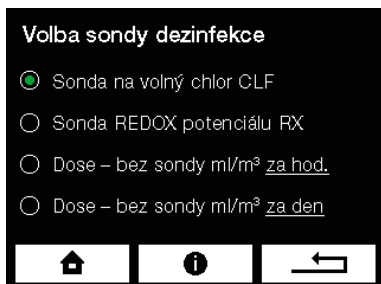 Volba sondy dezinfekce
Sonda na volný chlor CLF
Sonda REDOX potenciálu RX
Dose – bez sondy ml/m³ za hod.
Dose – bez sondy ml/m³ za den